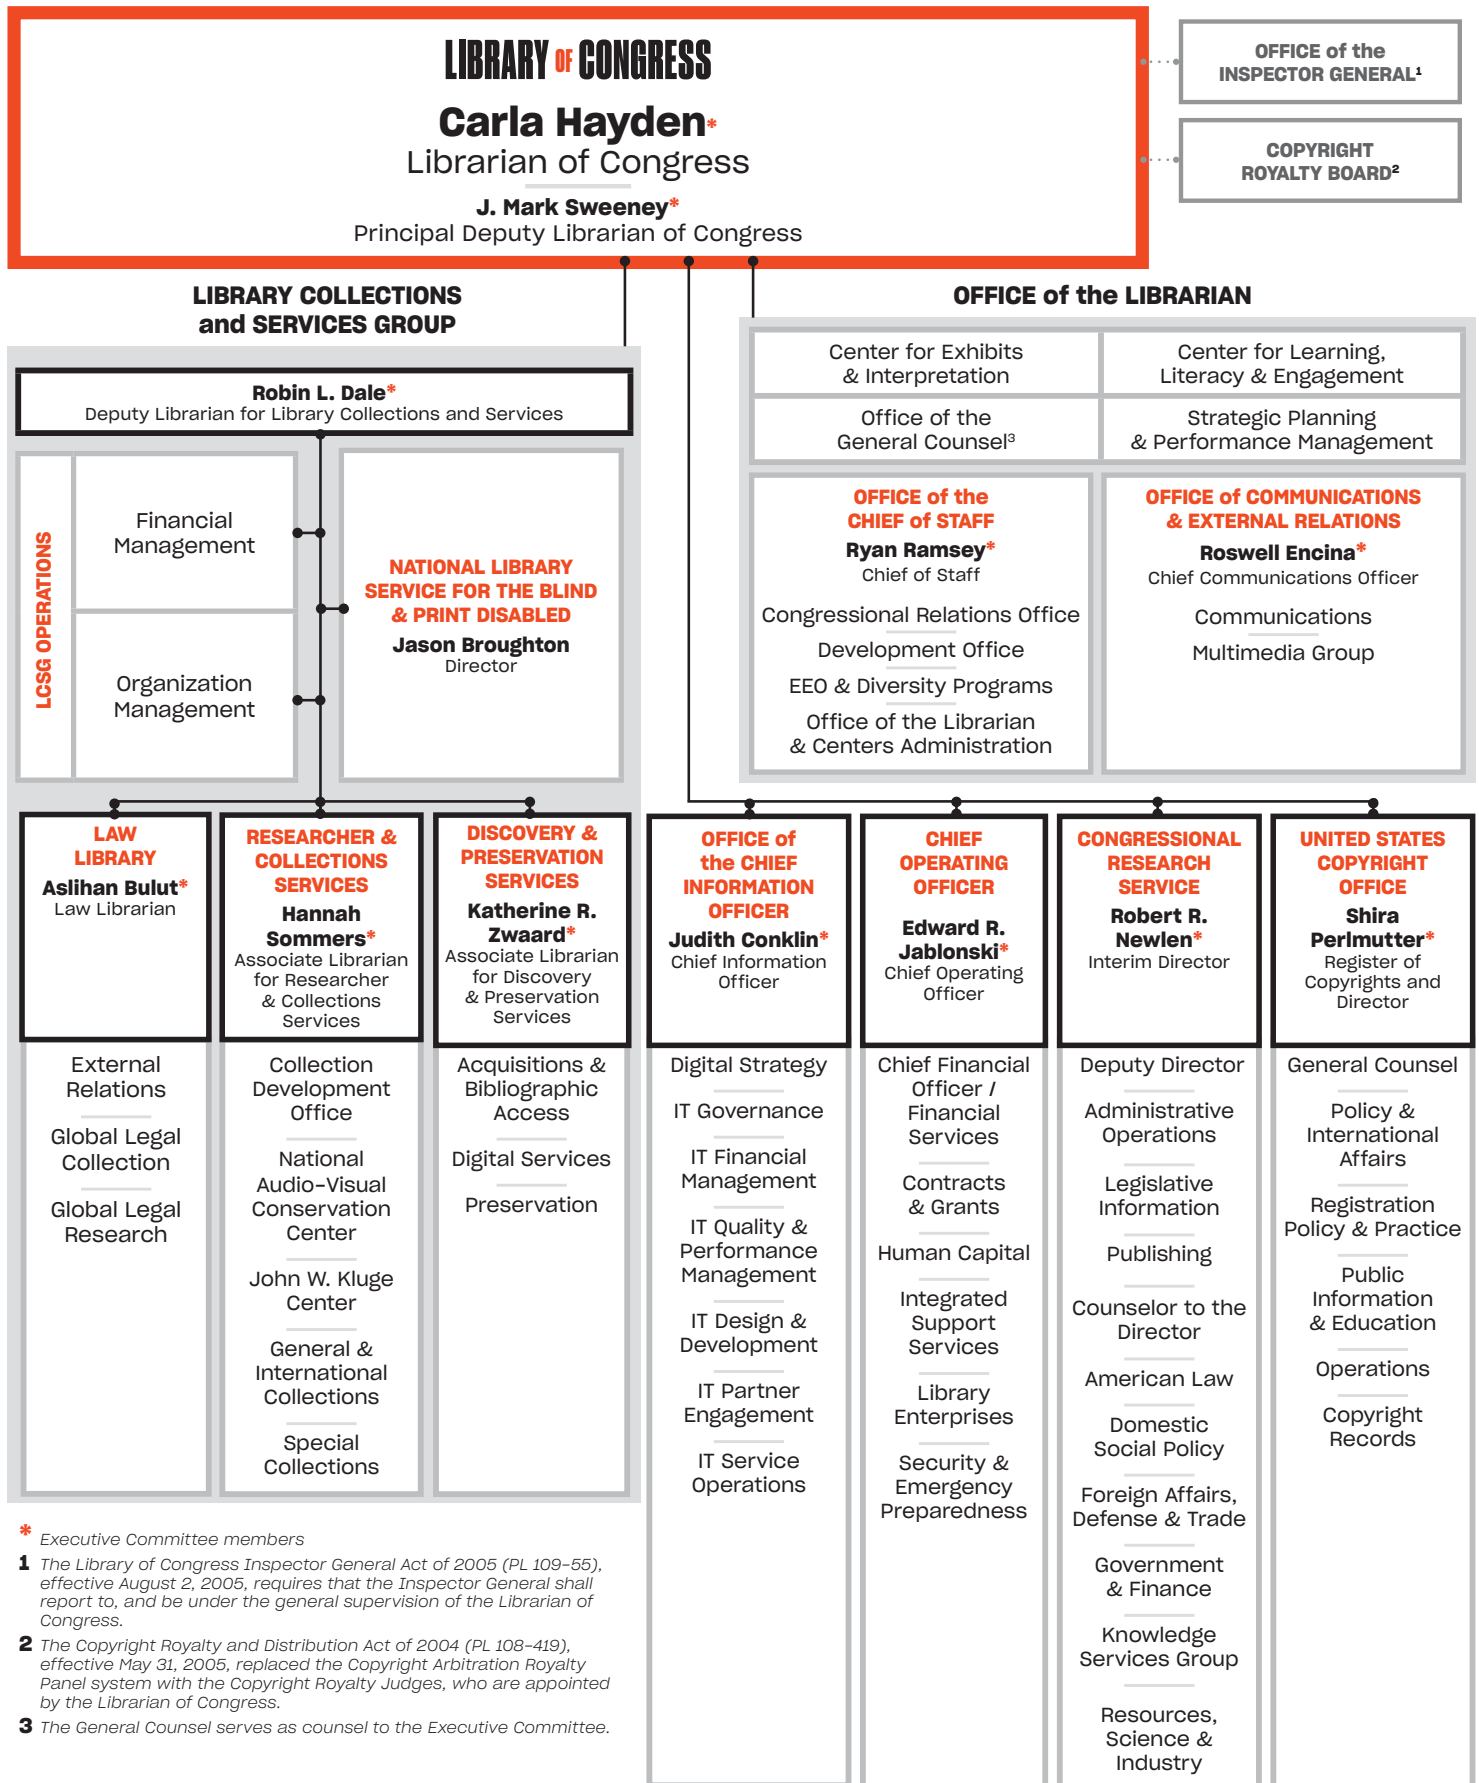 LIBRARY OF CONGRESS
Carla Hayden*
Librarian of Congress
J. Mark Sweeney*
Principal Deputy Librarian of Congress
OFFICE of the
INSPECTOR GENERAL¹
COPYRIGHT
ROYALTY BOARD²
LIBRARY COLLECTIONS
and SERVICES GROUP
Robin L. Dale*
Deputy Librarian for Library Collections and Services
LCSG OPERATIONS
Financial
Management
Organization
Management
NATIONAL LIBRARY
SERVICE FOR THE BLIND
& PRINT DISABLED
Jason Broughton
Director
OFFICE of the LIBRARIAN
Center for Exhibits
& Interpretation
Center for Learning,
Literacy & Engagement
Office of the
General Counsel³
Strategic Planning
& Performance Management
OFFICE of the
CHIEF of STAFF
Ryan Ramsey*
Chief of Staff
Congressional Relations Office
Development Office
EEO & Diversity Programs
Office of the Librarian
& Centers Administration
OFFICE of COMMUNICATIONS
& EXTERNAL RELATIONS
Roswell Encina*
Chief Communications Officer
Communications
Multimedia Group
LAW
LIBRARY
Aslihan Bulut*
Law Librarian
External
Relations
Global Legal
Collection
Global Legal
Research
RESEARCHER &
COLLECTIONS
SERVICES
Hannah
Sommers*
Associate Librarian
for Researcher
& Collections
Services
Collection
Development
Office
National
Audio-Visual
Conservation
Center
John W. Kluge
Center
General &
International
Collections
Special
Collections
DISCOVERY &
PRESERVATION
SERVICES
Katherine R.
Zwaard*
Associate Librarian
for Discovery
& Preservation
Services
Acquisitions &
Bibliographic
Access
Digital Services
Preservation
OFFICE of
the CHIEF
INFORMATION
OFFICER
Judith Conklin*
Chief Information
Officer
Digital Strategy
IT Governance
IT Financial
Management
IT Quality &
Performance
Management
IT Design &
Development
IT Partner
Engagement
IT Service
Operations
CHIEF
OPERATING
OFFICER
Edward R.
Jablonski*
Chief Operating
Officer
Chief Financial
Officer /
Financial
Services
Contracts
& Grants
Human Capital
Integrated
Support
Services
Library
Enterprises
Security &
Emergency
Preparedness
CONGRESSIONAL
RESEARCH
SERVICE
Robert R.
Newlen*
Interim Director
Deputy Director
Administrative
Operations
Legislative
Information
Publishing
Counselor to the
Director
American Law
Domestic
Social Policy
Foreign Affairs,
Defense & Trade
Government
& Finance
Knowledge
Services Group
Resources,
Science &
Industry
UNITED STATES
COPYRIGHT
OFFICE
Shira
Perlmutter*
Register of
Copyrights and
Director
General Counsel
Policy &
International
Affairs
Registration
Policy & Practice
Public
Information
& Education
Operations
Copyright
Records
* Executive Committee members
1 The Library of Congress Inspector General Act of 2005 (PL 109-55),
effective August 2, 2005, requires that the Inspector General shall
report to, and be under the general supervision of the Librarian of
Congress.
2 The Copyright Royalty and Distribution Act of 2004 (PL 108-419),
effective May 31, 2005, replaced the Copyright Arbitration Royalty
Panel system with the Copyright Royalty Judges, who are appointed
by the Librarian of Congress.
3 The General Counsel serves as counsel to the Executive Committee.